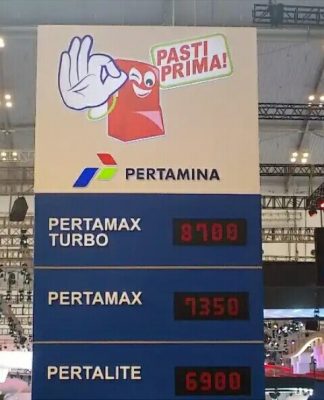 PASTI
PRIMA!
PERTAMINA
PERTAMAX
TURBO
8700
PERTAMAX
7350
PERTALITE
6900